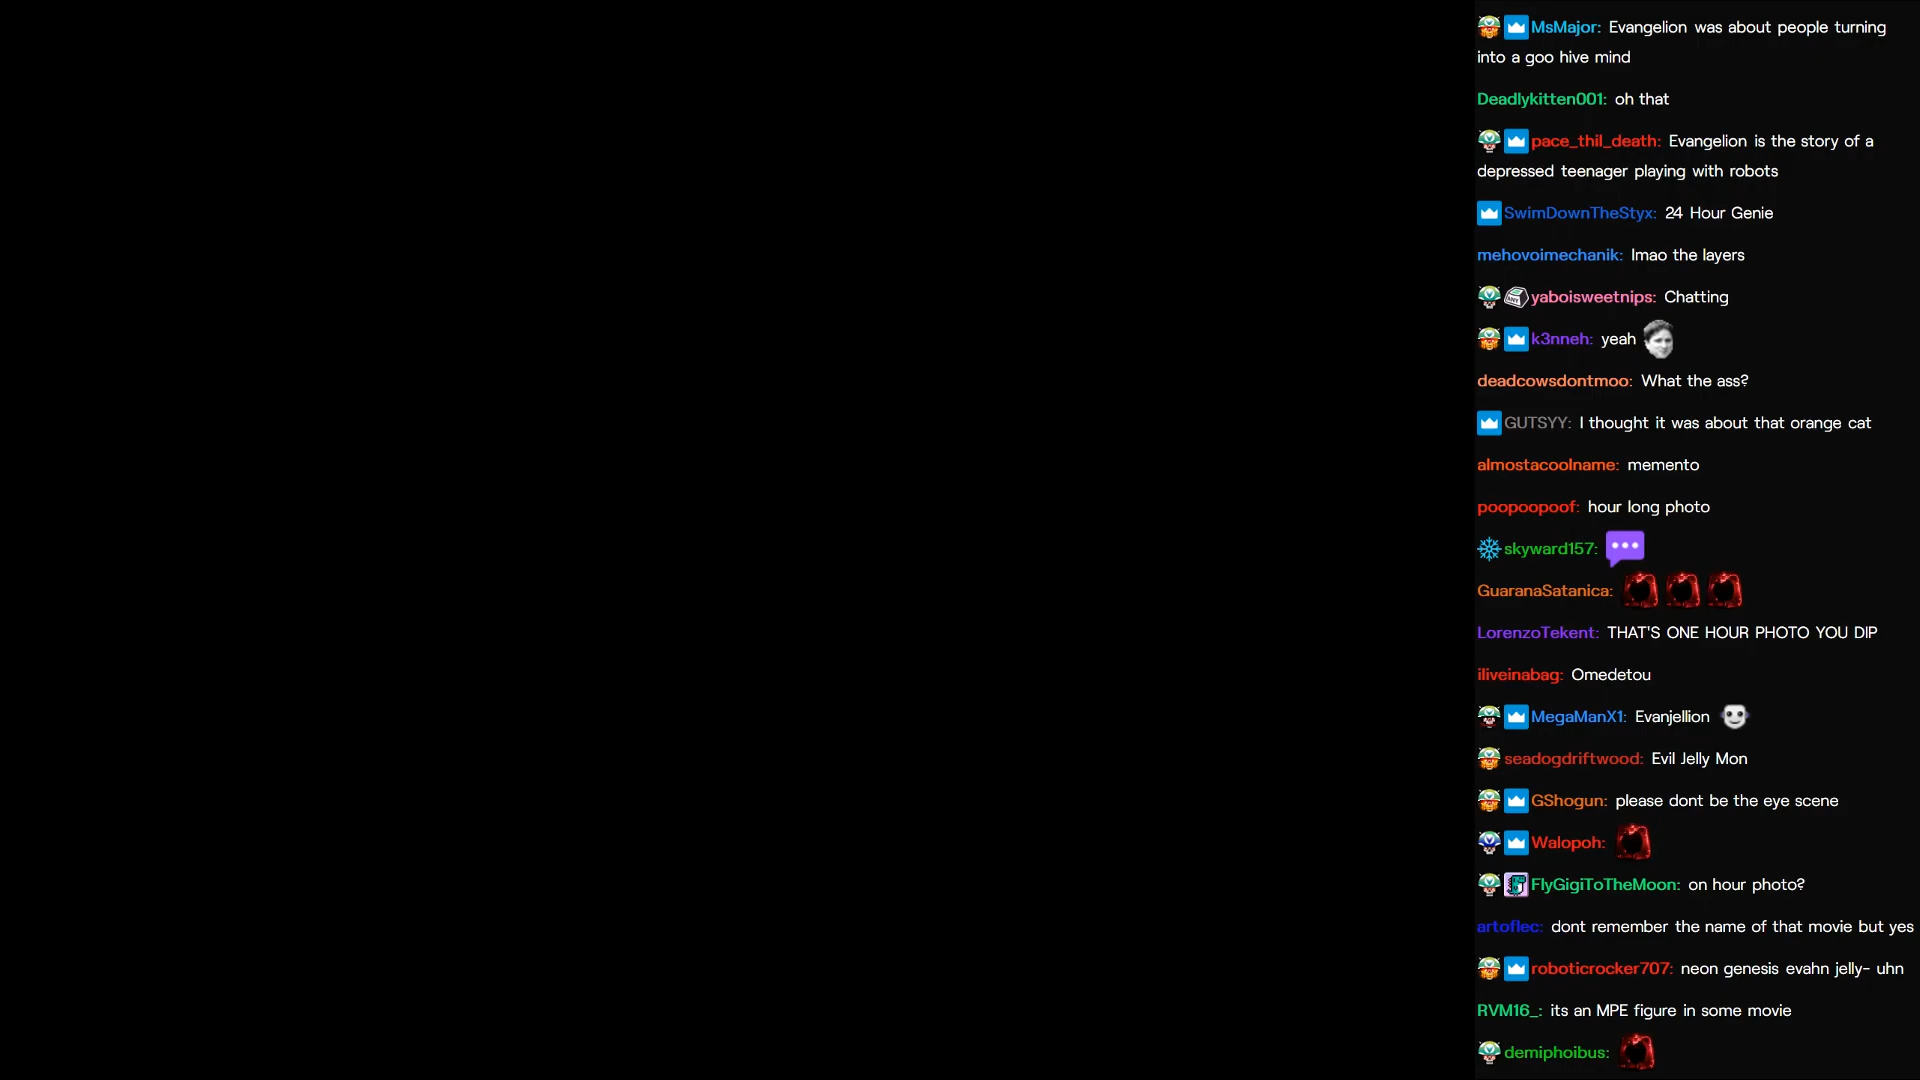 MsMajor: Evangelion was about people turning
into a goo hive mind
Deadlykitten001: oh that
pace_thil_death: Evangelion is the story of a
depressed teenager playing with robots
SwimDownTheStyx: 24 Hour Genie
mehovoimechanik: lmao the layers
yaboisweetnips: Chatting
k3nneh: yeah
deadcowsdontmoo: What the ass?
GUTSYY: I thought it was about that orange cat
almostacoolname: memento
poopoopoof: hour long photo
skyward157:
GuaranaSatanica:
LorenzoTekent: THAT'S ONE HOUR PHOTO YOU DIP
iliveinabag: Omedetou
MegaManX1: Evanjellion
seadogdriftwood: Evil Jelly Mon
GShogun: please dont be the eye scene
Walopoh:
FlyGigiToTheMoon: on hour photo?
artoflec: dont remember the name of that movie but yes
roboticrocker707: neon genesis evahn jelly- uhn
RVM16_: its an MPE figure in some movie
demiphoibus: